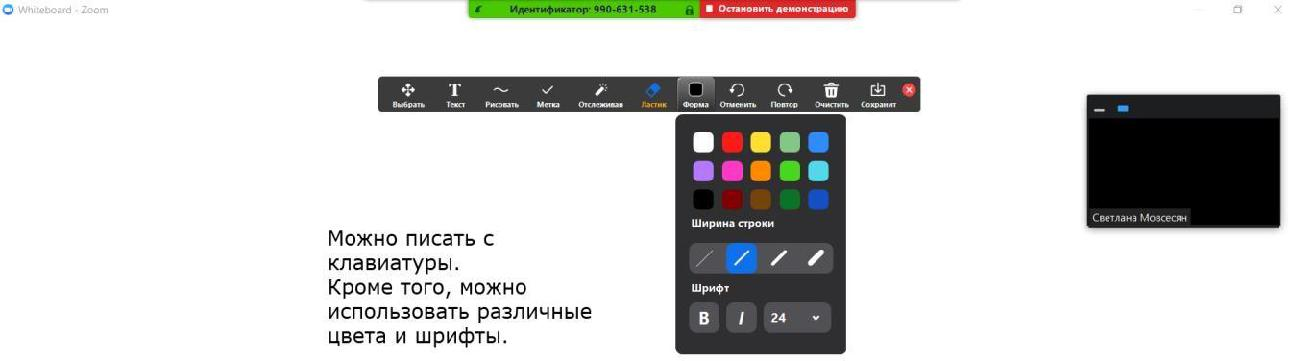 Whiteboard - Zoom
Идентификатор: 990-631-538
Остановить демонстрацию
Выбрать Текст Рисовать Метка Отслеживая Ластик Форма Отменить Повтор Очистить Сохранит
Светлана Мовсесян
Ширина строки
Шрифт
B I 24
Можно писать с
клавиатуры.
Кроме того, можно
использовать различные
цвета и шрифты.